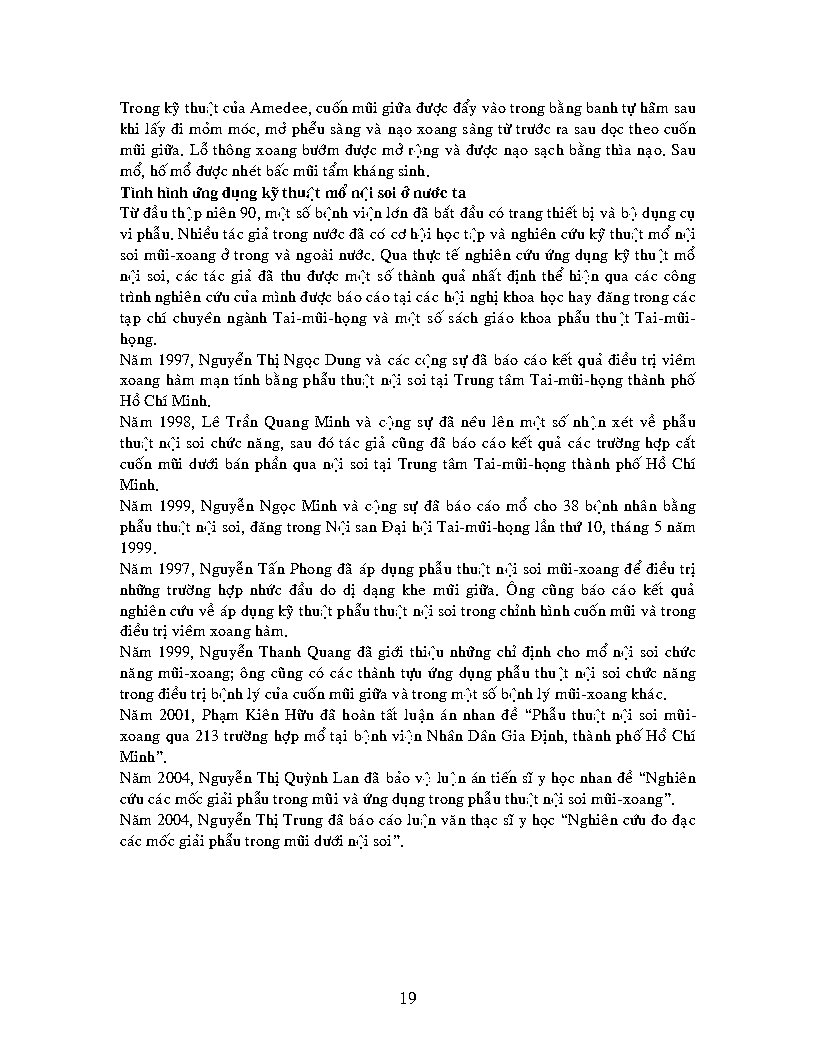 Trong kỹ thuật của Amedee, cuốn mũi giữa được đẩy vào trong bằng banh tự hãm sau
khi lấy đi mỏm móc, mở phễu sàng và nạo xoang sàng từ trước ra sau dọc theo cuốn
mũi giữa. Lỗ thông xoang bướm được mở rộng và được nạo sạch bằng thìa nạo. Sau
mổ, hố mổ được nhét bấc mũi tẩm kháng sinh.
Tình hình ứng dụng kỹ thuật mổ nội soi ở nước ta
Từ đầu thập niên 90, một số bệnh viện lớn đã bắt đầu có trang thiết bị và bộ dụng cụ
vi phẫu. Nhiều tác giả trong nước đã có cơ hội học tập và nghiên cứu kỹ thuật mổ nội
soi mũi-xoang ở trong và ngoài nước. Qua thực tế nghiên cứu ứng dụng kỹ thuật mổ
nội soi, các tác giả đã thu được một số thành quả nhất định thể hiện qua các công
trình nghiên cứu của mình được báo cáo tại các hội nghị khoa học hay đăng trong các
tạp chí chuyên ngành Tai-mũi-họng và một số sách giáo khoa phẫu thuật Tai-mũi-
họng.
Năm 1997, Nguyễn Thị Ngọc Dung và các cộng sự đã báo cáo kết quả điều trị viêm
xoang hàm mạn tính bằng phẫu thuật nội soi tại Trung tâm Tai-mũi-họng thành phố
Hồ Chí Minh.
Năm 1998, Lê Trần Quang Minh và cộng sự đã nêu lên một số nhận xét về phẫu
thuật nội soi chức năng, sau đó tác giả cũng đã báo cáo kết quả các trường hợp cắt
cuốn mũi dưới bán phần qua nội soi tại Trung tâm Tai-mũi-họng thành phố Hồ Chí
Minh.
Năm 1999, Nguyễn Ngọc Minh và cộng sự đã báo cáo mổ cho 38 bệnh nhân bằng
phẫu thuật nội soi, đăng trong Nội san Đại hội Tai-mũi-họng lần thứ 10, tháng 5 năm
1999.
Năm 1997, Nguyễn Tấn Phong đã áp dụng phẫu thuật nội soi mũi-xoang để điều trị
những trường hợp nhức đầu do dị dạng khe mũi giữa. Ông cũng báo cáo kết quả
nghiên cứu về áp dụng kỹ thuật phẫu thuật nội soi trong chỉnh hình cuốn mũi và trong
điều trị viêm xoang hàm.
Năm 1999, Nguyễn Thanh Quang đã giới thiệu những chỉ định cho mổ nội soi chức
năng mũi-xoang; ông cũng có các thành tựu ứng dụng phẫu thuật nội soi chức năng
trong điều trị bệnh lý của cuốn mũi giữa và trong một số bệnh lý mũi-xoang khác.
Năm 2001, Phạm Kiên Hữu đã hoàn tất luận án nhan đề “Phẫu thuật nội soi mũi-
xoang qua 213 trường hợp mổ tại bệnh viện Nhân Dân Gia Định, thành phố Hồ Chí
Minh”.
Năm 2004, Nguyễn Thị Quỳnh Lan đã bảo vệ luận án tiến sĩ y học nhan đề “Nghiên
cứu các mốc giải phẫu trong mũi và ứng dụng trong phẫu thuật nội soi mũi-xoang”.
Năm 2004, Nguyễn Thị Trung đã báo cáo luận văn thạc sĩ y học “Nghiên cứu đo đạc
các mốc giải phẫu trong mũi dưới nội soi”.
19